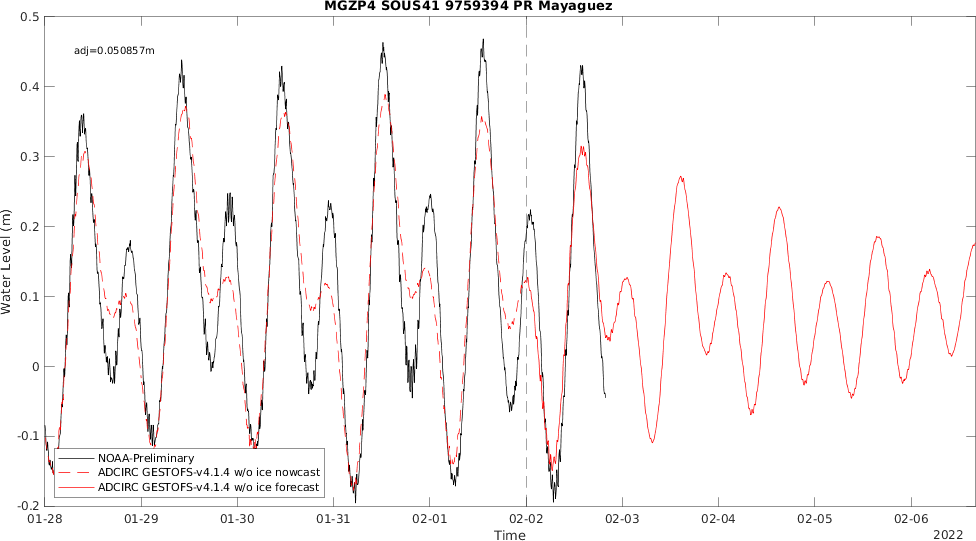 MGZP4 SOUS41 9759394 PR Mayaguez
adj=0.050857m
Water Level (m)
0.5
0.4
0.3
0.2
0.1
0
-0.1
-0.2
NOAA-Preliminary
ADCIRC GESTOFS-v4.1.4 w/o ice nowcast
ADCIRC GESTOFS-v4.1.4 w/o ice forecast
01-28 01-29 01-30 01-31 02-01 02-02 02-03 02-04 02-05 02-06
Time
2022